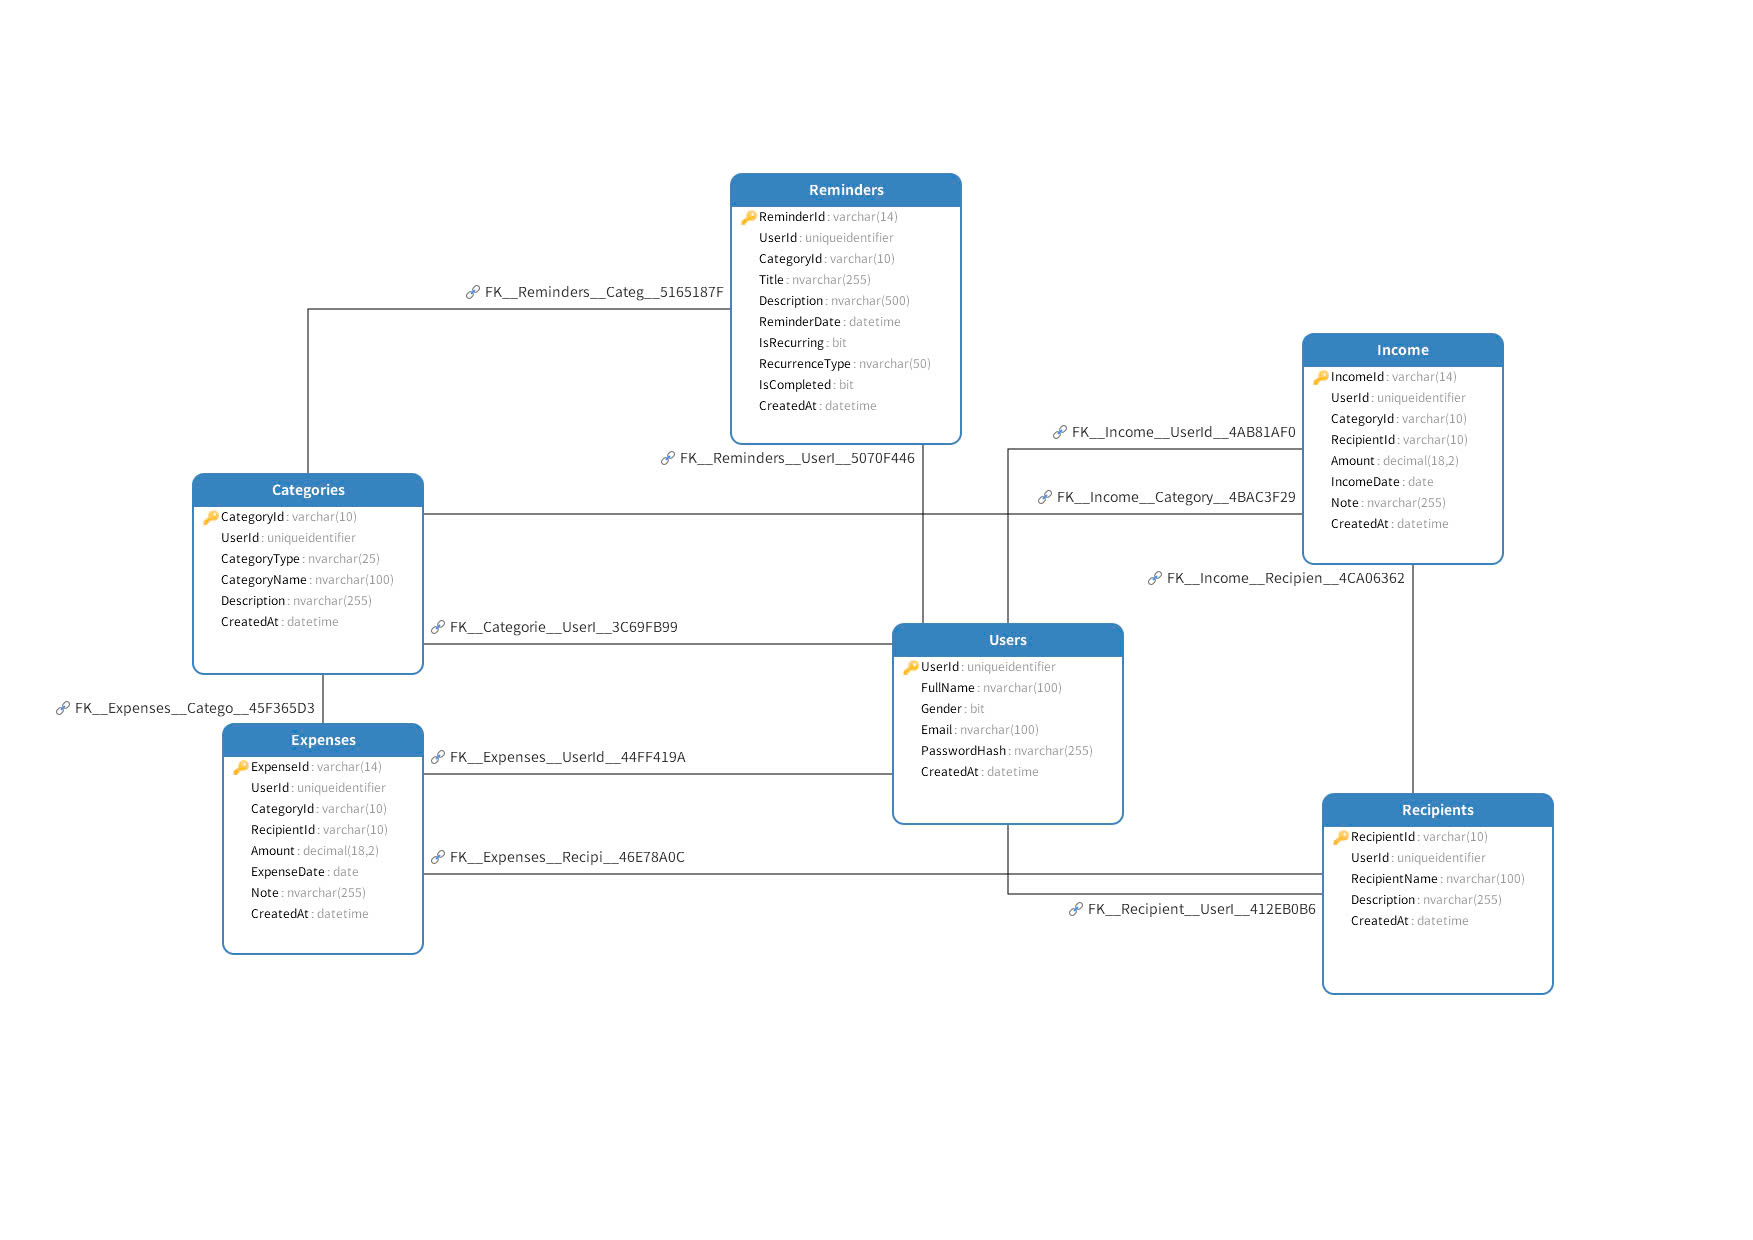 Reminders
ReminderId : varchar(14)
UserId : uniqueidentifier
CategoryId : varchar(10)
Title : nvarchar(255)
Description : nvarchar(500)
ReminderDate : datetime
IsRecurring : bit
RecurrenceType : nvarchar(50)
IsCompleted : bit
CreatedAt : datetime
FK__Reminders__Categ__5165187F
FK__Reminders__UserI__5070F446
Income
IncomeId : varchar(14)
UserId : uniqueidentifier
CategoryId : varchar(10)
RecipientId : varchar(10)
Amount : decimal(18,2)
IncomeDate : date
Note : nvarchar(255)
CreatedAt : datetime
FK__Income__UserId__4AB81AF0
FK__Income__Category__4BAC3F29
FK__Income__Recipien__4CA06362
Categories
CategoryId : varchar(10)
UserId : uniqueidentifier
CategoryType : nvarchar(25)
CategoryName : nvarchar(100)
Description : nvarchar(255)
CreatedAt : datetime
FK__Categorie__UserI__3C69FB99
FK__Expenses__Catego__45F365D3
Users
UserId : uniqueidentifier
FullName : nvarchar(100)
Gender : bit
Email : nvarchar(100)
PasswordHash : nvarchar(255)
CreatedAt : datetime
Expenses
ExpenseId : varchar(14)
UserId : uniqueidentifier
CategoryId : varchar(10)
RecipientId : varchar(10)
Amount : decimal(18,2)
ExpenseDate : date
Note : nvarchar(255)
CreatedAt : datetime
FK__Expenses__UserId__44FF419A
FK__Expenses__Recipi__46E78A0C
Recipients
RecipientId : varchar(10)
UserId : uniqueidentifier
RecipientName : nvarchar(100)
Description : nvarchar(255)
CreatedAt : datetime
FK__Recipient__UserI__412EB0B6